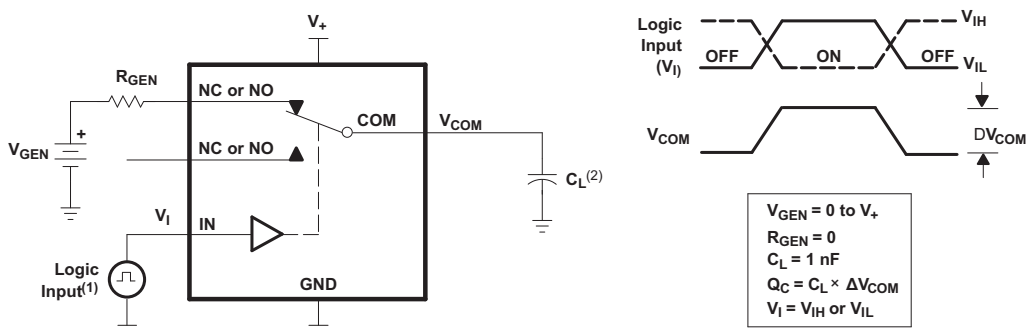 V+
RGEN
NC or NO
COM
VCOM
VGEN
+
NC or NO
CL(2)
VI
IN
Logic
Input(1)
GND
Logic
Input
(VI)
VIH
OFF
ON
OFF
VIL
VCOM
DVCOM
VGEN = 0 to V+
RGEN = 0
CL = 1 nF
QC = CL × ΔVCOM
VI = VIH or VIL